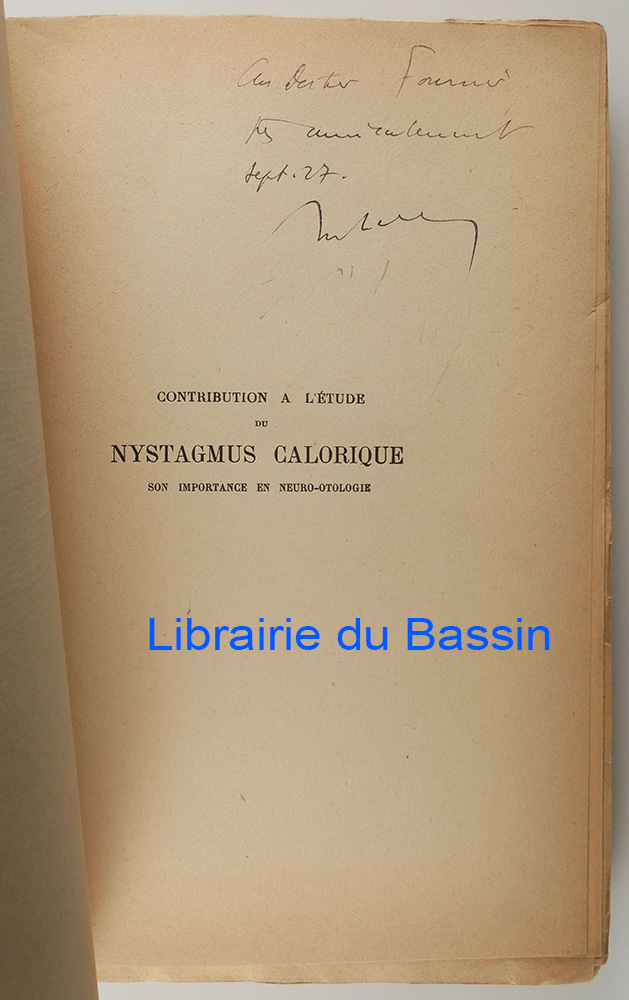 Au Docteur Fournié
très amicalement
Sept. 27.
CONTRIBUTION A L'ÉTUDE
DU
NYSTAGMUS CALORIQUE
SON IMPORTANCE EN NEURO-OTOLOGIE
Librairie du Bassin